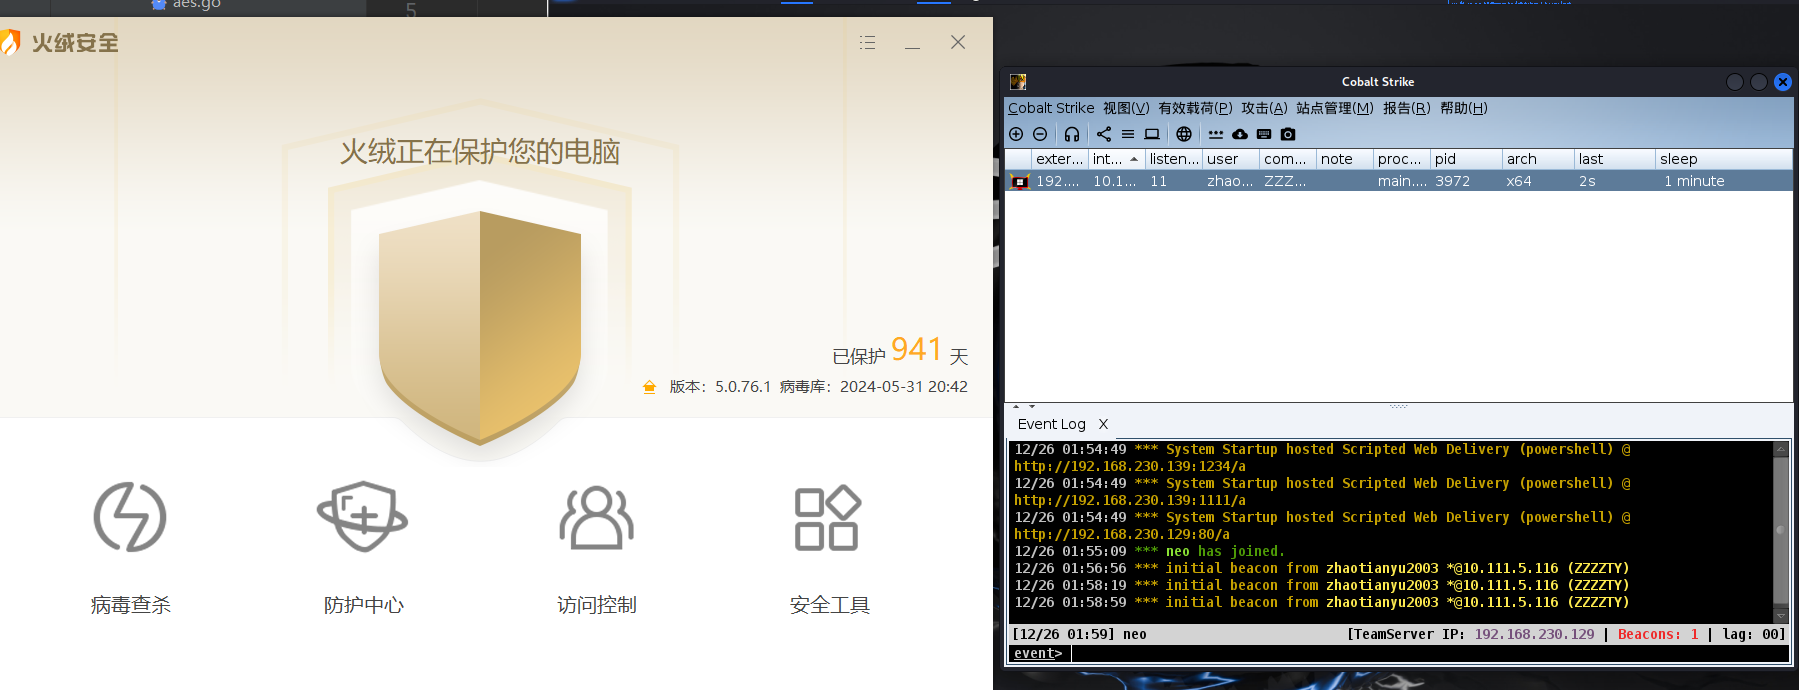 aes.go
5
火绒安全
火绒正在保护您的电脑
已保护 941 天
版本：5.0.76.1 病毒库：2024-05-31 20:42
病毒查杀
防护中心
访问控制
安全工具
Cobalt Strike
Cobalt Strike 视图(V) 有效载荷(P) 攻击(A) 站点管理(M) 报告(R) 帮助(H)
exter... int... listen... user com... note proc... pid arch last sleep
192.... 10.1... 11 zhao... ZZZ... main.... 3972 x64 2s 1 minute
Event Log X
12/26 01:54:49 *** System Startup hosted Scripted Web Delivery (powershell) @
http://192.168.230.139:1234/a
12/26 01:54:49 *** System Startup hosted Scripted Web Delivery (powershell) @
http://192.168.230.139:1111/a
12/26 01:54:49 *** System Startup hosted Scripted Web Delivery (powershell) @
http://192.168.230.129:80/a
12/26 01:55:09 *** neo has joined.
12/26 01:56:56 *** initial beacon from zhaotianyu2003 *@10.111.5.116 (ZZZZTY)
12/26 01:58:19 *** initial beacon from zhaotianyu2003 *@10.111.5.116 (ZZZZTY)
12/26 01:58:59 *** initial beacon from zhaotianyu2003 *@10.111.5.116 (ZZZZTY)
[12/26 01:59] neo [TeamServer IP: 192.168.230.129 | Beacons: 1 | lag: 00]
event>